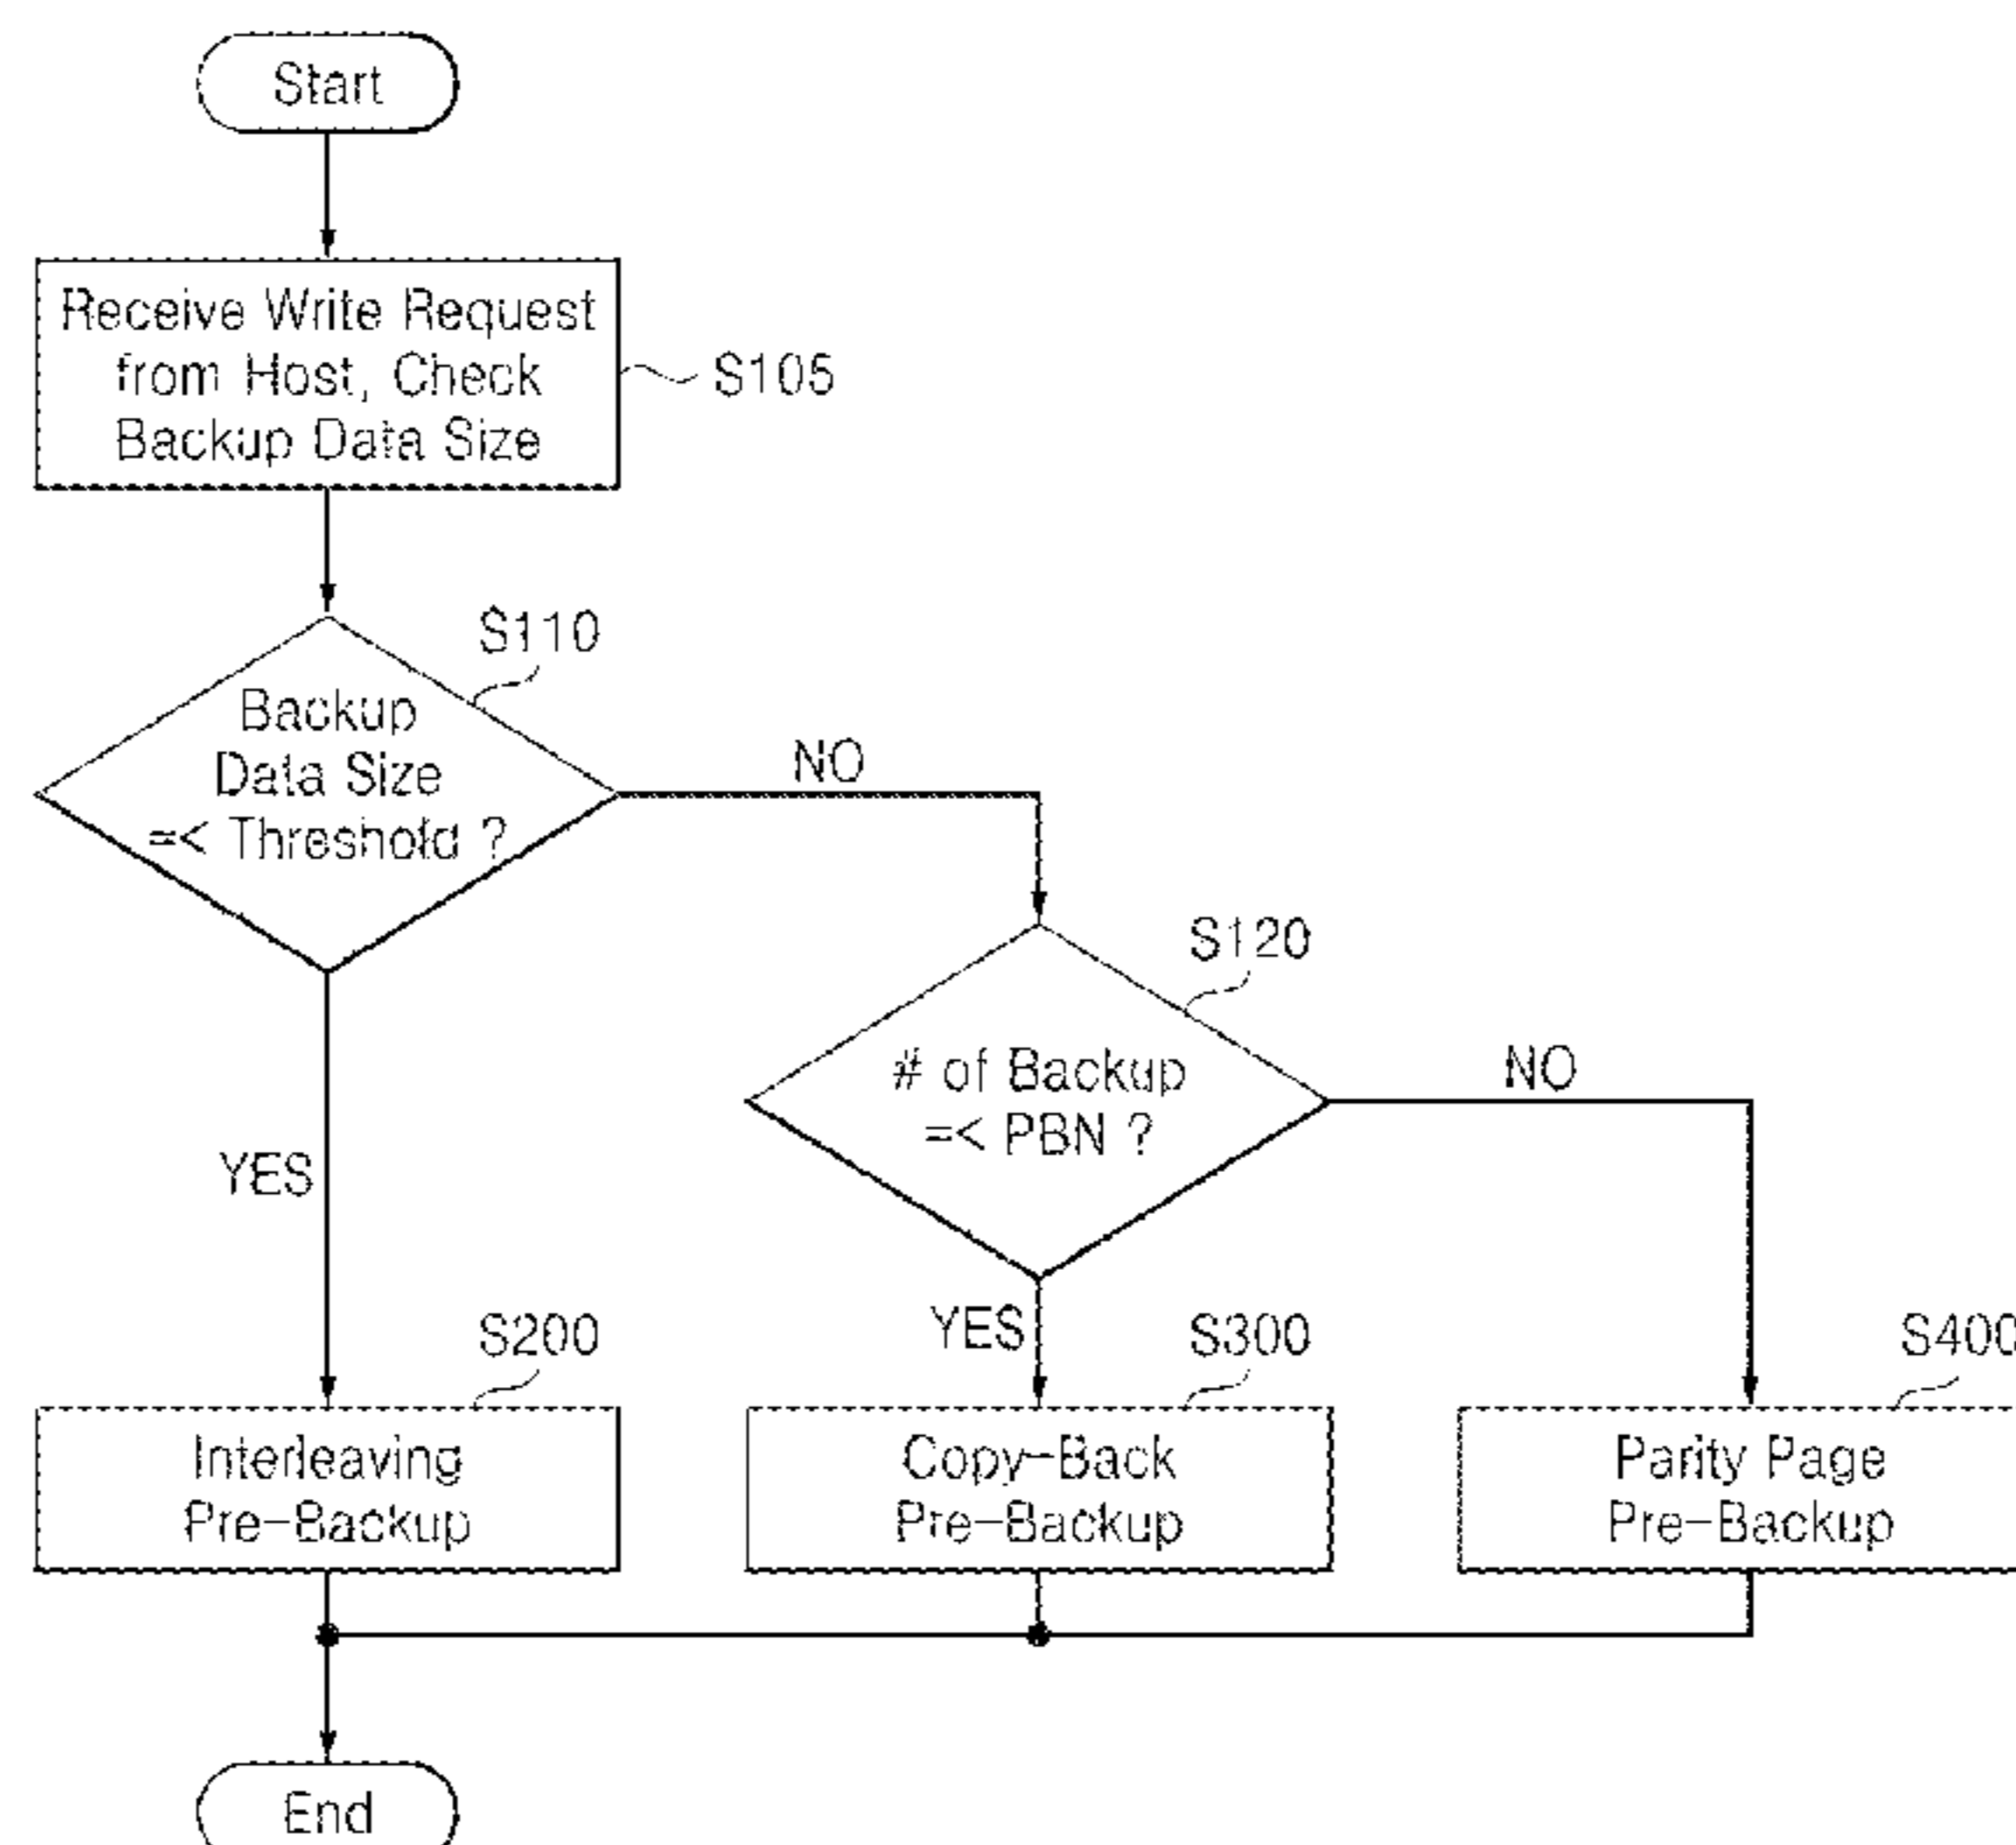 Start
Receive Write Request
from Host, Check
Backup Data Size
S105
S110
Backup
Data Size
=< Threshold ?
NO
YES
S120
# of Backup
=< PBN ?
NO
YES
S200
Interleaving
Pre-Backup
S300
Copy-Back
Pre-Backup
S400
Parity Page
Pre-Backup
End